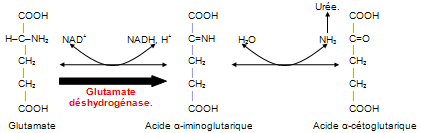 Urée.
COOH COOH COOH
H–C–NH₂ NAD⁺ NADH, H⁺ C=NH H₂O NH₃ C=O
CH₂ CH₂ CH₂
CH₂ CH₂ CH₂
Glutamate
déshydrogénase.
COOH COOH COOH
Glutamate Acide α-iminoglutarique Acide α-cétoglutarique